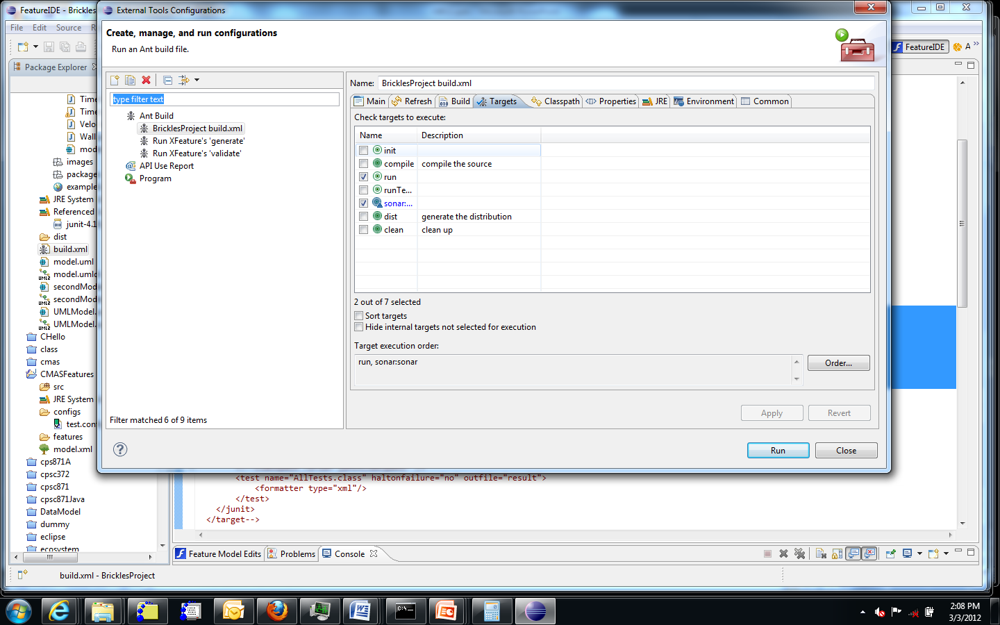 FeatureIDE - Brickles
External Tools Configurations
File Edit Source R
Create, manage, and run configurations
Run an Ant build file.
FeatureIDE
A
Package Explorer
type filter text
Name: BricklesProject build.xml
Main Refresh Build Targets Classpath Properties JRE Environment Common
Check targets to execute:
Name Description
init
compile compile the source
run
runTe...
sonar:...
dist generate the distribution
clean clean up
2 out of 7 selected
Sort targets
Hide internal targets not selected for execution
Target execution order:
run, sonar:sonar
Order...
Apply Revert
Run Close
Ant Build
BricklesProject build.xml
Run XFeature's 'generate'
Run XFeature's 'validate'
API Use Report
Program
Filter matched 6 of 9 items
Time
Time
Velo
Wall
mod
images
package
example
JRE System
Referenced
junit-4.1
dist
build.xml
model.uml
model.umlc
secondMod
secondMod
UMLModel.
UMLModel.
CHello
class
cmas
CMASFeatures
src
JRE System
configs
test.con
features
model.xml
cps871A
cpsc372
cpsc871
cpsc871Java
DataModel
dummy
eclipse
ecosystem
<test name="AllTests.class" haltonfailure="no" outfile="result">
<formatter type="xml"/>
</test>
</junit>
</target-->
Feature Model Edits Problems Console
build.xml - BricklesProject
2:08 PM
3/3/2012